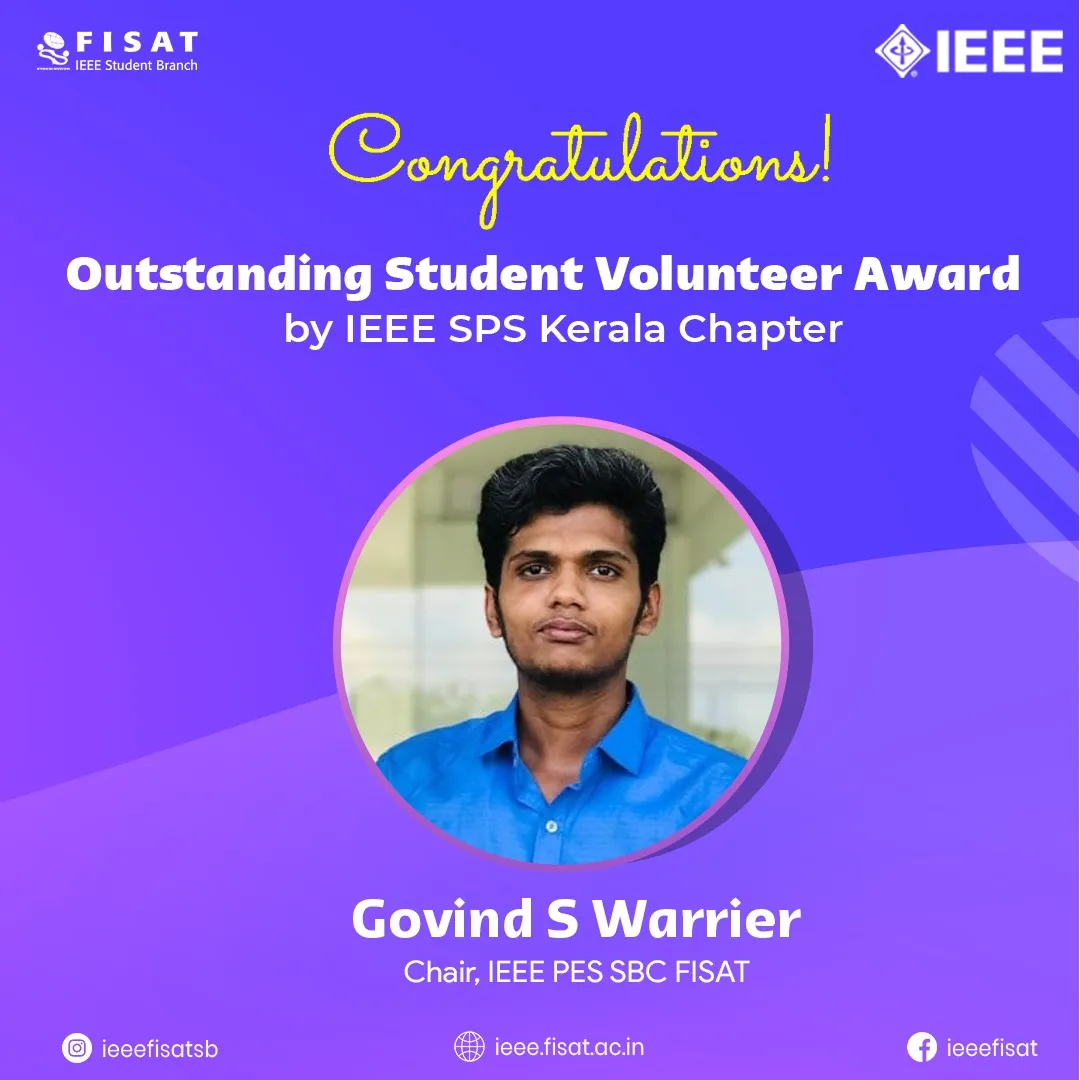 FISAT
IEEE Student Branch
IEEE
Congratulations!
Outstanding Student Volunteer Award
by IEEE SPS Kerala Chapter
Govind S Warrier
Chair, IEEE PES SBC FISAT
ieeefisatsb
ieee.fisat.ac.in
ieeefisat